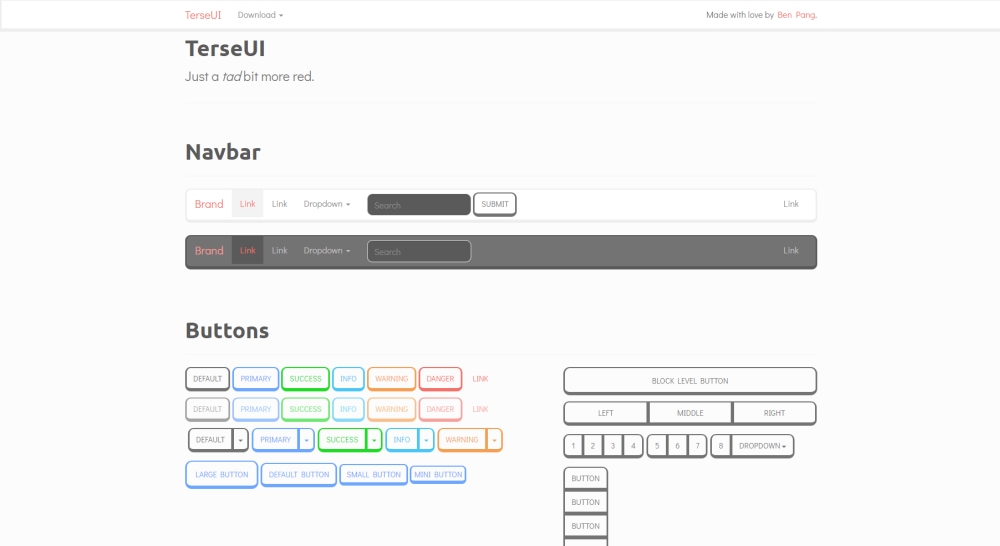 TerseUI Download Made with love by Ben Pang.
TerseUI
Just a tad bit more red.
Navbar
Brand Link Link Dropdown Search SUBMIT Link
Brand Link Link Dropdown Search Link
Buttons
DEFAULT PRIMARY SUCCESS INFO WARNING DANGER LINK
DEFAULT PRIMARY SUCCESS INFO WARNING DANGER LINK
DEFAULT PRIMARY SUCCESS INFO WARNING
LARGE BUTTON DEFAULT BUTTON SMALL BUTTON MINI BUTTON
BLOCK LEVEL BUTTON
LEFT MIDDLE RIGHT
1 2 3 4 5 6 7 8 DROPDOWN
BUTTON
BUTTON
BUTTON